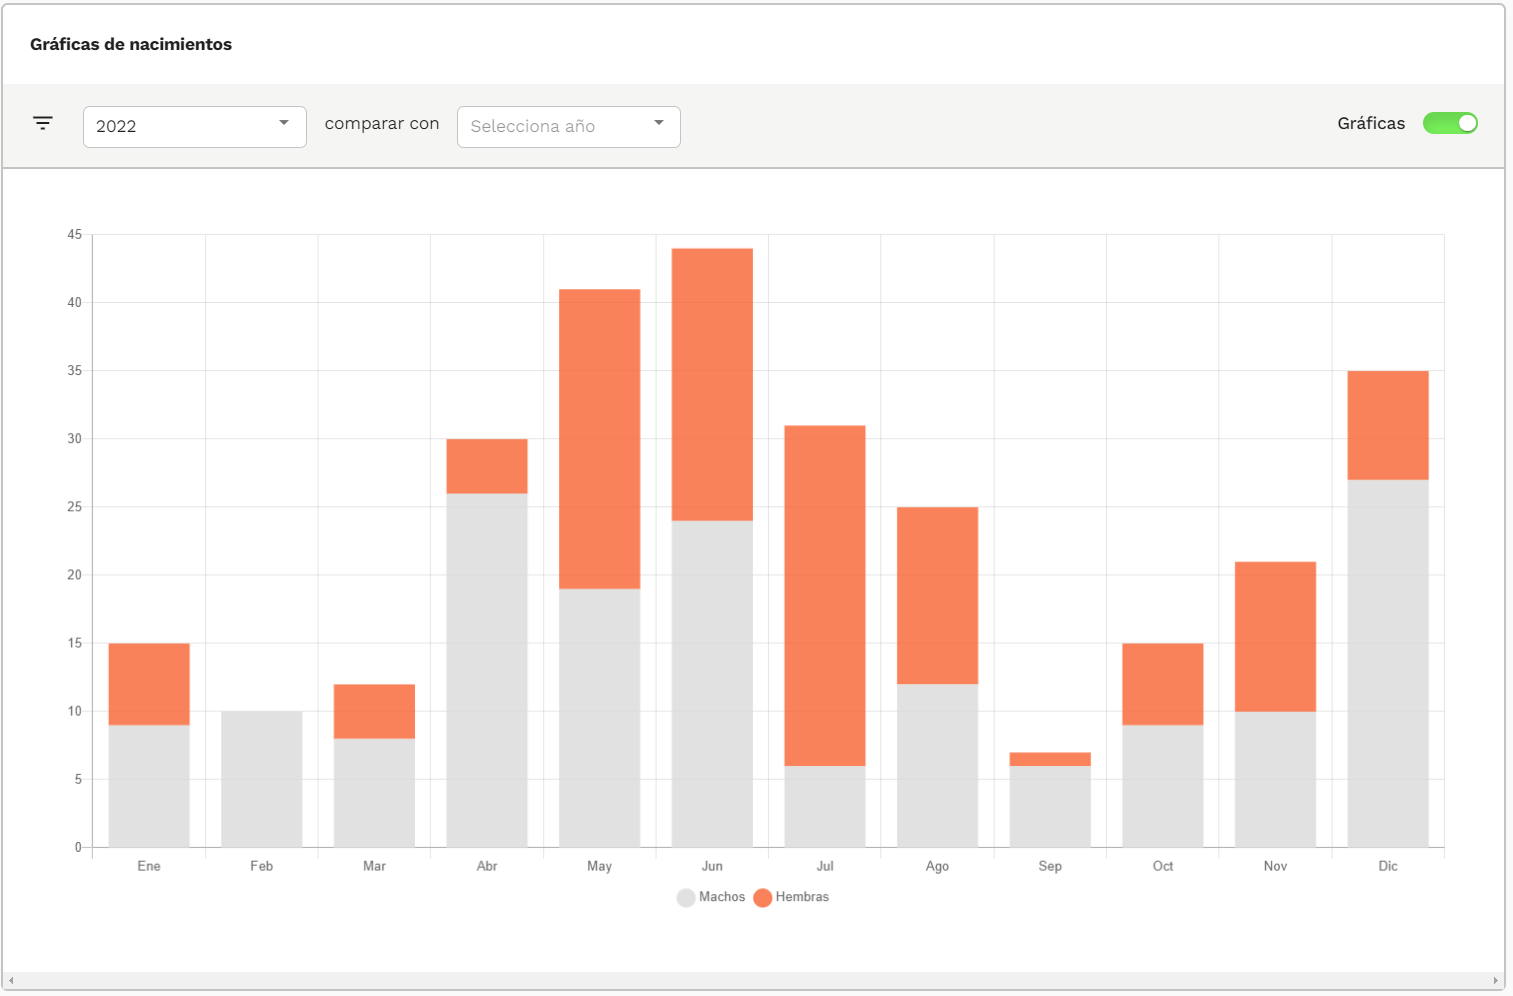 Gráficas de nacimientos
2022 comparar con Selecciona año Gráficas
45
40
35
30
25
20
15
10
5
0
Ene Feb Mar Abr May Jun Jul Ago Sep Oct Nov Dic
Machos Hembras